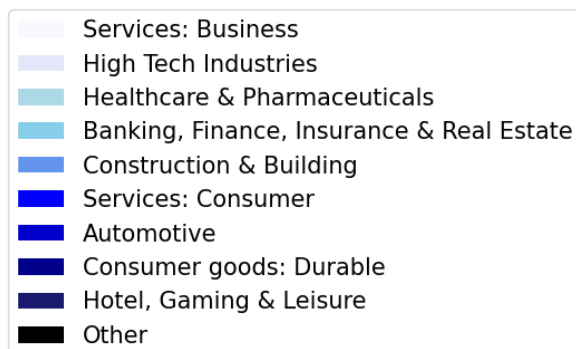 Services: Business
High Tech Industries
Healthcare & Pharmaceuticals
Banking, Finance, Insurance & Real Estate
Construction & Building
Services: Consumer
Automotive
Consumer goods: Durable
Hotel, Gaming & Leisure
Other